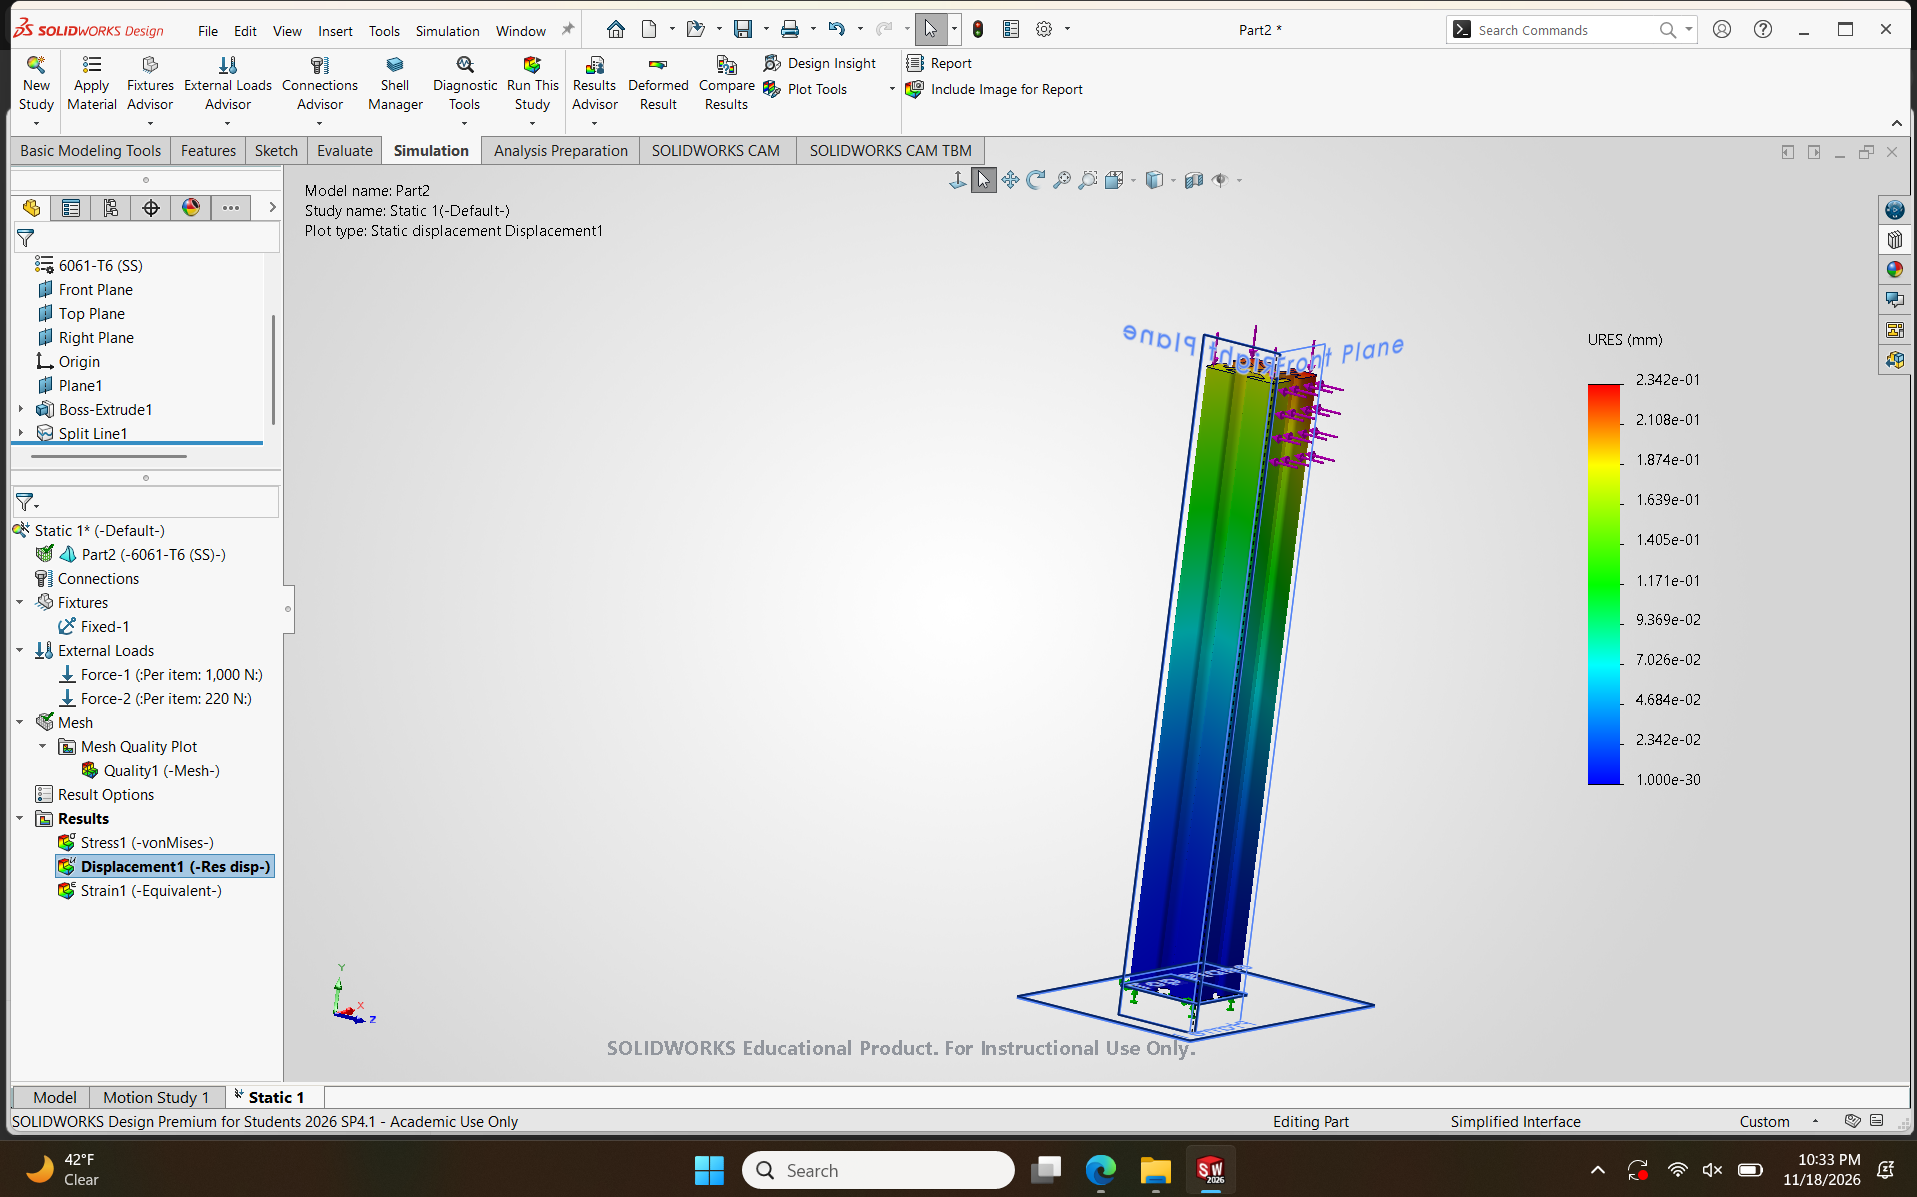 SOLIDWORKS Design
File Edit View Insert Tools Simulation Window
Part2 *
Search Commands
New Study
Apply Material
Fixtures Advisor
External Loads Advisor
Connections Advisor
Shell Manager
Diagnostic Tools
Run This Study
Results Advisor
Deformed Result
Compare Results
Design Insight
Plot Tools
Report
Include Image for Report
Basic Modeling Tools Features Sketch Evaluate Simulation Analysis Preparation SOLIDWORKS CAM SOLIDWORKS CAM TBM
Model name: Part2
Study name: Static 1(-Default-)
Plot type: Static displacement Displacement1
6061-T6 (SS)
Front Plane
Top Plane
Right Plane
Origin
Plane1
Boss-Extrude1
Split Line1
Static 1* (-Default-)
Part2 (-6061-T6 (SS)-)
Connections
Fixtures
Fixed-1
External Loads
Force-1 (:Per item: 1,000 N:)
Force-2 (:Per item: 220 N:)
Mesh
Mesh Quality Plot
Quality1 (-Mesh-)
Result Options
Results
Stress1 (-vonMises-)
Displacement1 (-Res disp-)
Strain1 (-Equivalent-)
Right Plane
Front Plane
URES (mm)
2.342e-01
2.108e-01
1.874e-01
1.639e-01
1.405e-01
1.171e-01
9.369e-02
7.026e-02
4.684e-02
2.342e-02
1.000e-30
Y
X
Z
SOLIDWORKS Educational Product. For Instructional Use Only.
Model Motion Study 1 Static 1
SOLIDWORKS Design Premium for Students 2026 SP4.1 - Academic Use Only
Editing Part
Simplified Interface
Custom
42°F
Clear
Search
SW
2026
10:33 PM
11/18/2026